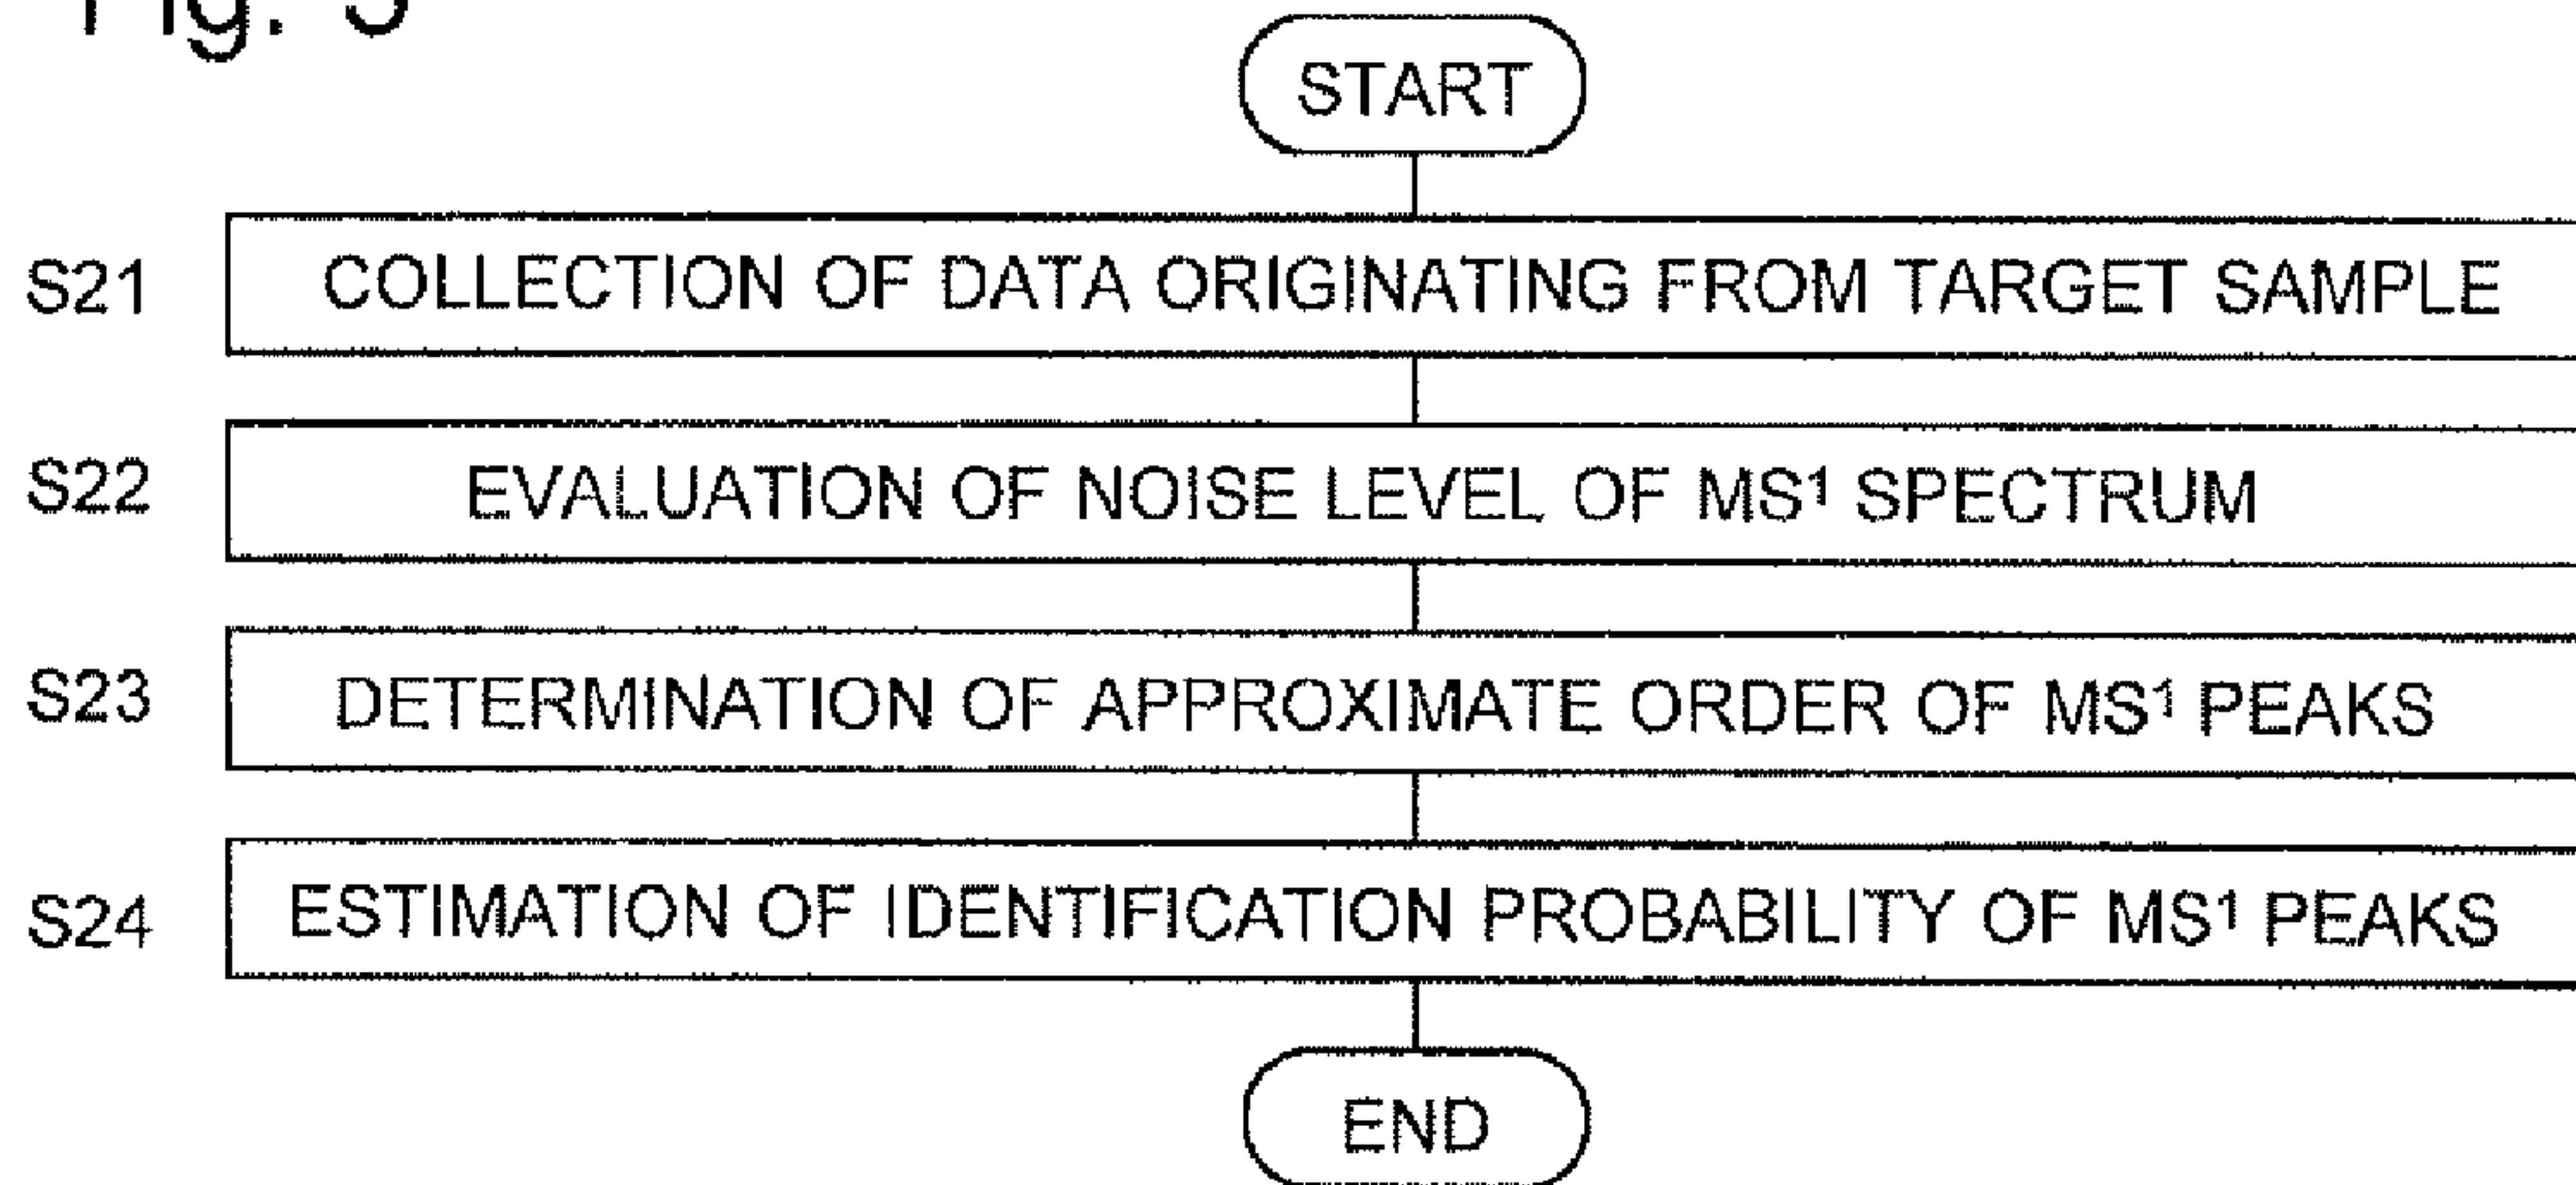 Fig.
START
S21 COLLECTION OF DATA ORIGINATING FROM TARGET SAMPLE
S22 EVALUATION OF NOISE LEVEL OF MS¹ SPECTRUM
S23 DETERMINATION OF APPROXIMATE ORDER OF MS¹ PEAKS
S24 ESTIMATION OF IDENTIFICATION PROBABILITY OF MS¹ PEAKS
END